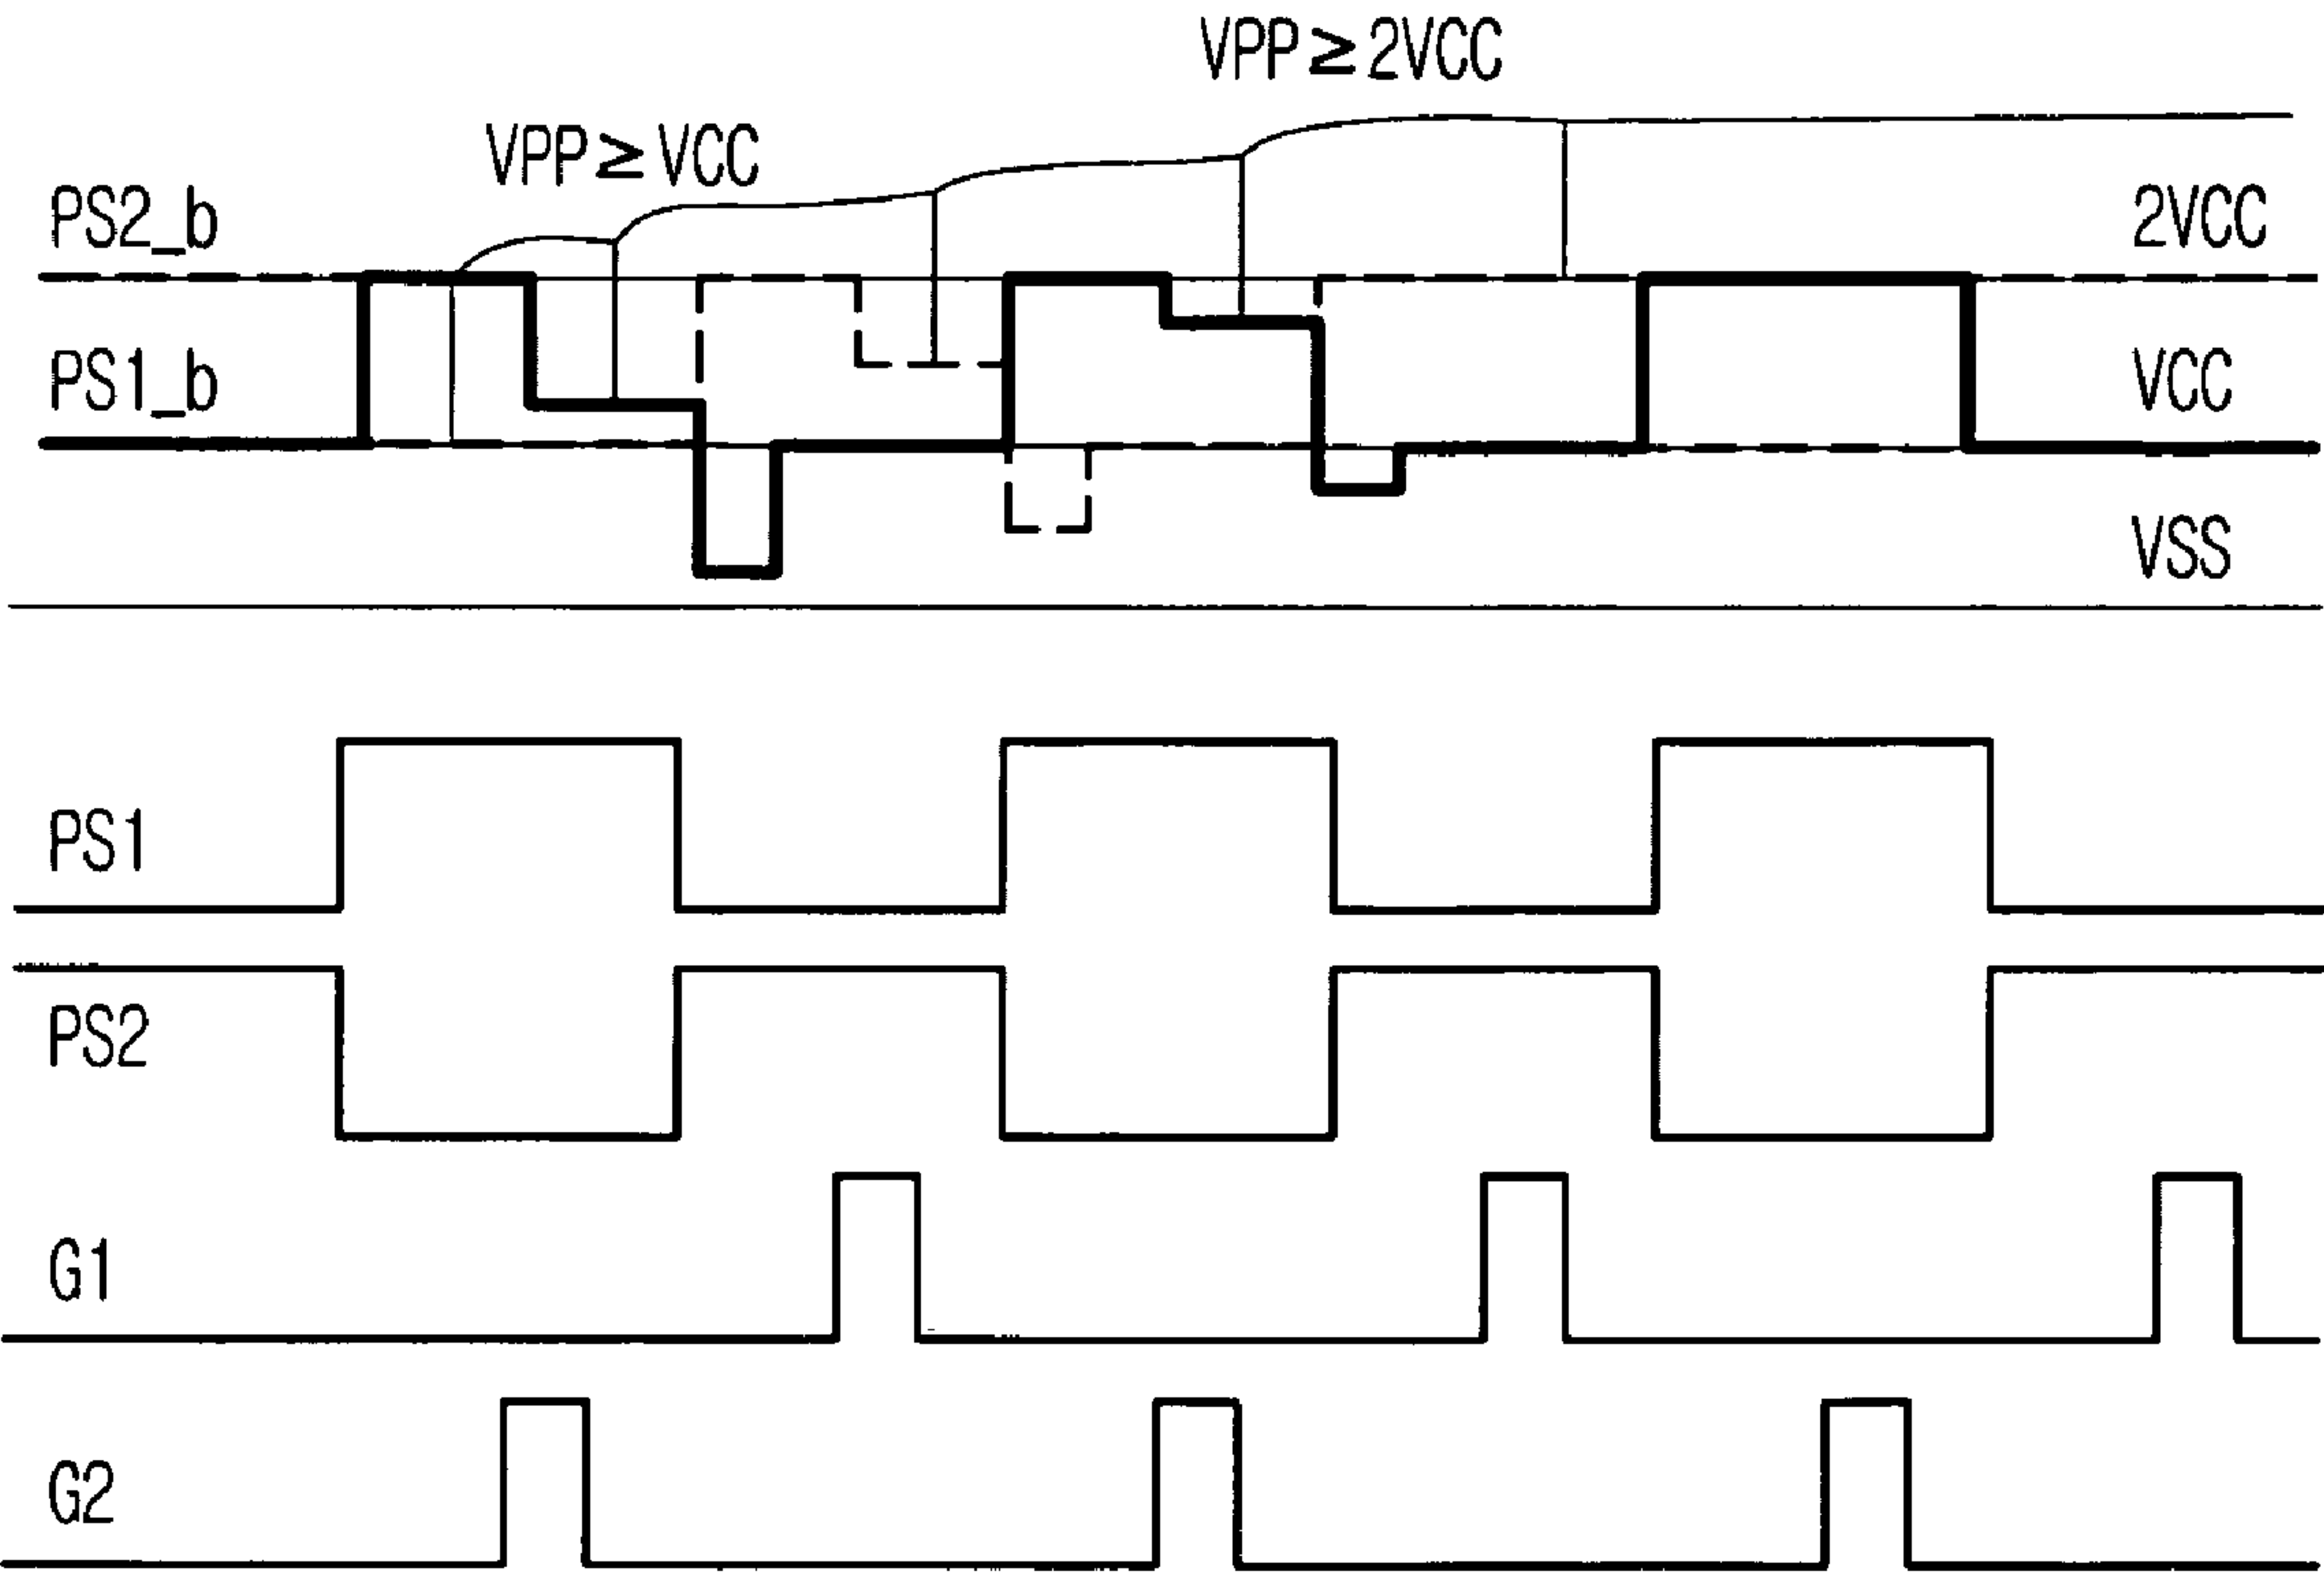 VPP≥2VCC
VPP≥VCC
PS2_b
2VCC
PS1_b
VCC
VSS
PS1
PS2
G1
G2